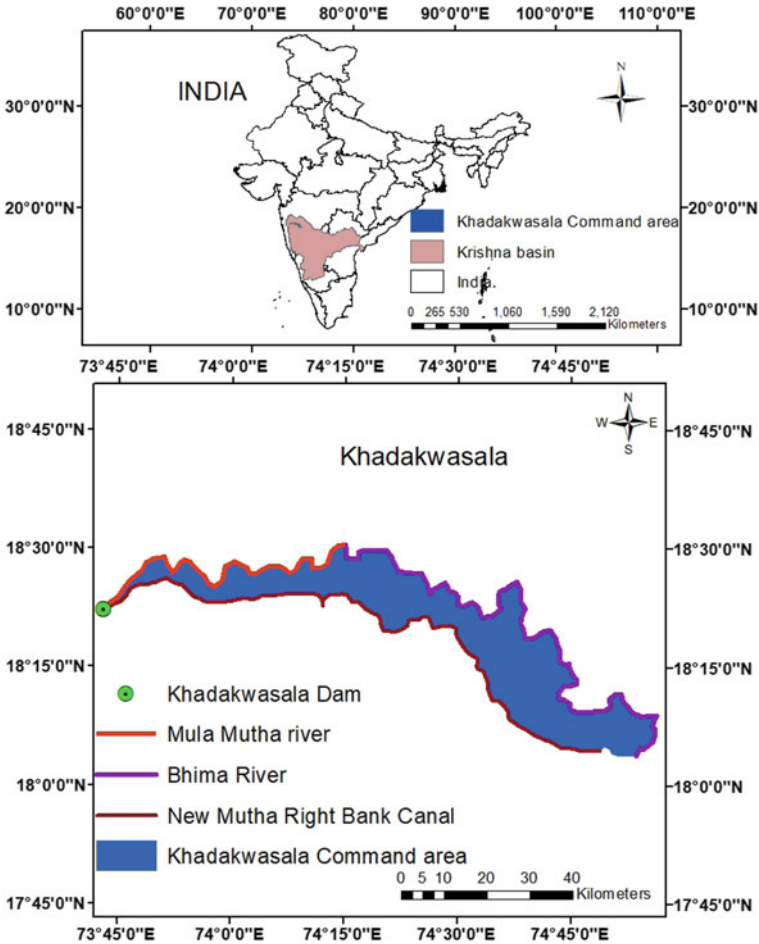 60°0'0"E 70°0'0"E 80°0'0"E 90°0'0"E 100°0'0"E 110°0'0"E
INDIA
N
30°0'0"N 30°0'0"N
20°0'0"N 20°0'0"N
Khadakwasala Command area
Krishna basin
India.
10°0'0"N 10°0'0"N
0 265 530 1,060 1,590 2,120
Kilometers
73°45'0"E 74°0'0"E 74°15'0"E 74°30'0"E 74°45'0"E
N
W E
S
18°45'0"N 18°45'0"N
Khadakwasala
18°30'0"N 18°30'0"N
18°15'0"N 18°15'0"N
Khadakwasala Dam
Mula Mutha river
Bhima River
18°0'0"N 18°0'0"N
New Mutha Right Bank Canal
Khadakwasala Command area
0 5 10 20 30 40
Kilometers
17°45'0"N 17°45'0"N
73°45'0"E 74°0'0"E 74°15'0"E 74°30'0"E 74°45'0"E